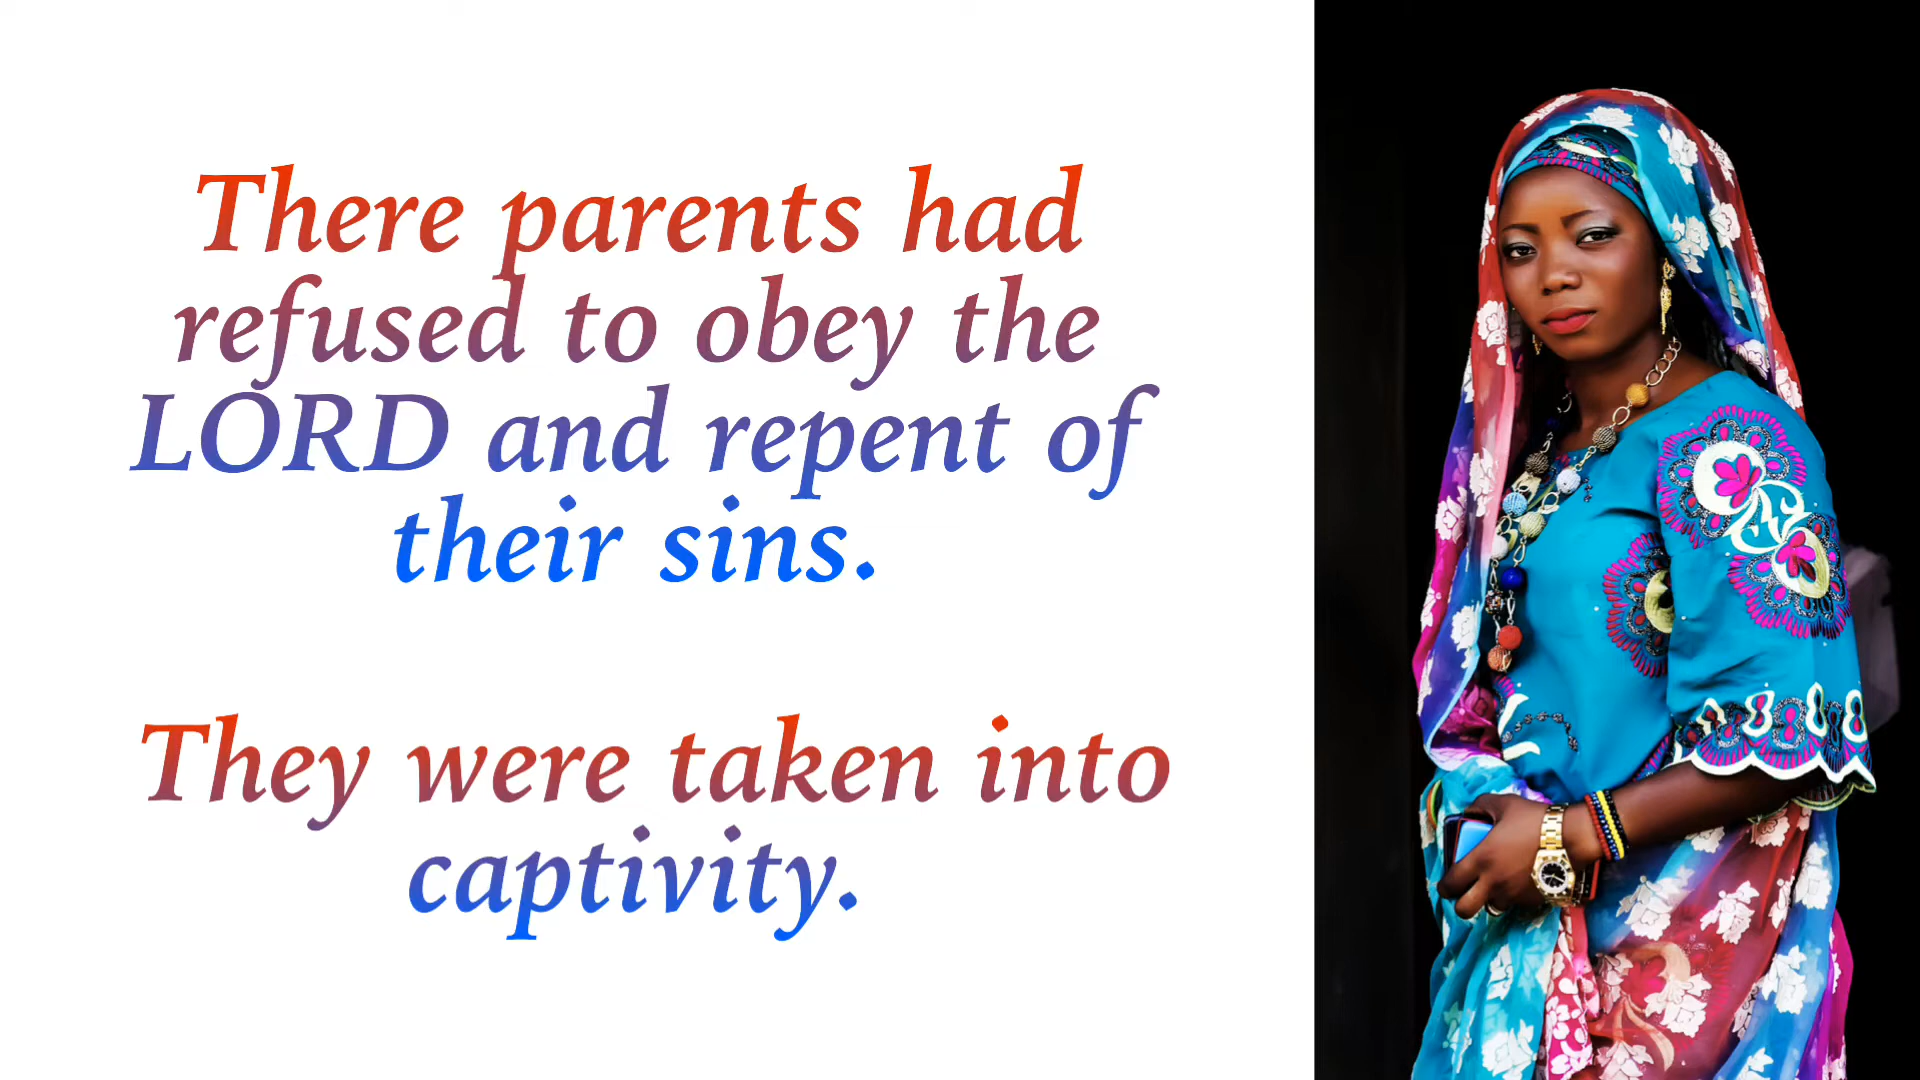 There parents had
refused to obey the
LORD and repent of
their sins.
They were taken into
captivity.